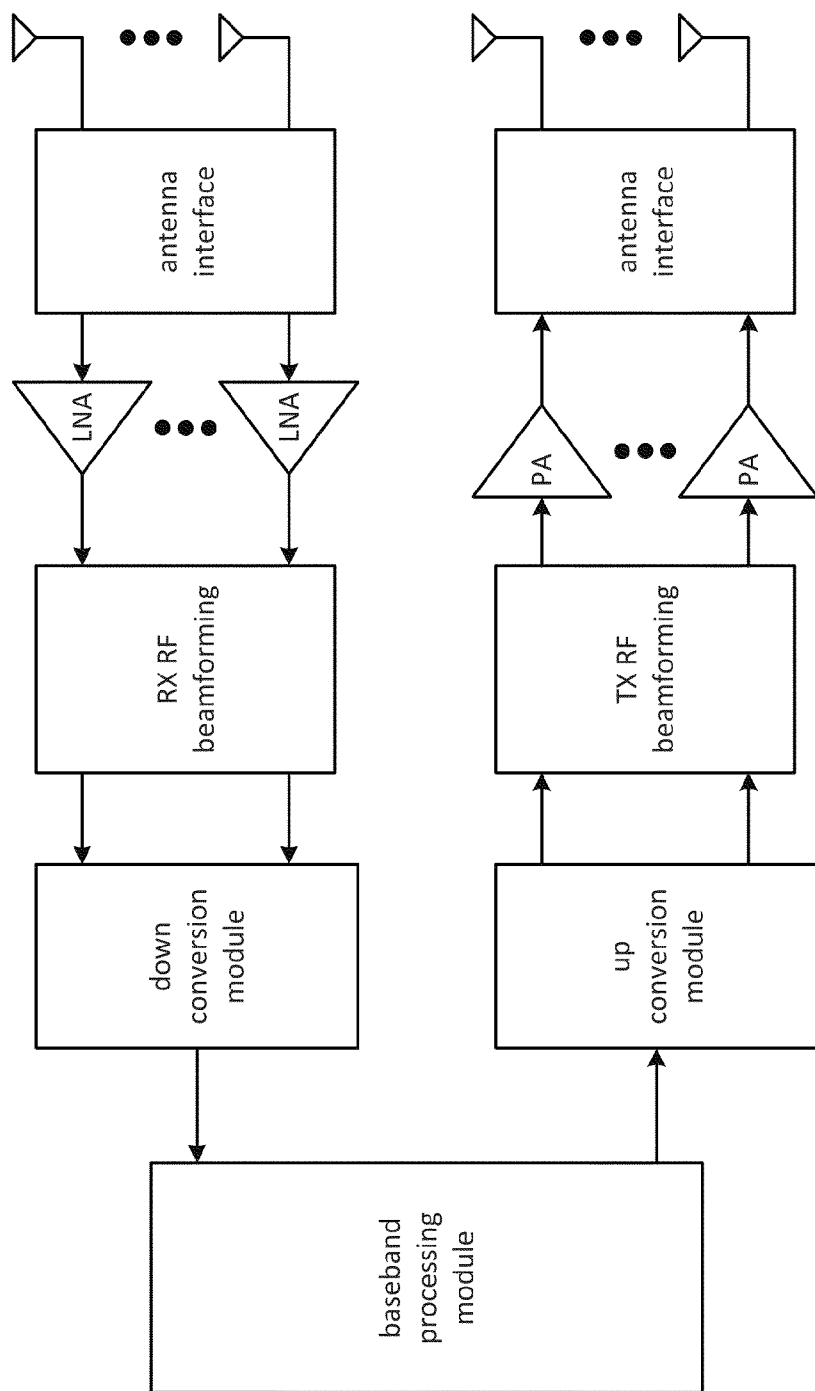 baseband
processing
module
down
conversion
module
RX RF
beamforming
LNA
LNA
antenna
interface
up
conversion
module
TX RF
beamforming
PA
PA
antenna
interface